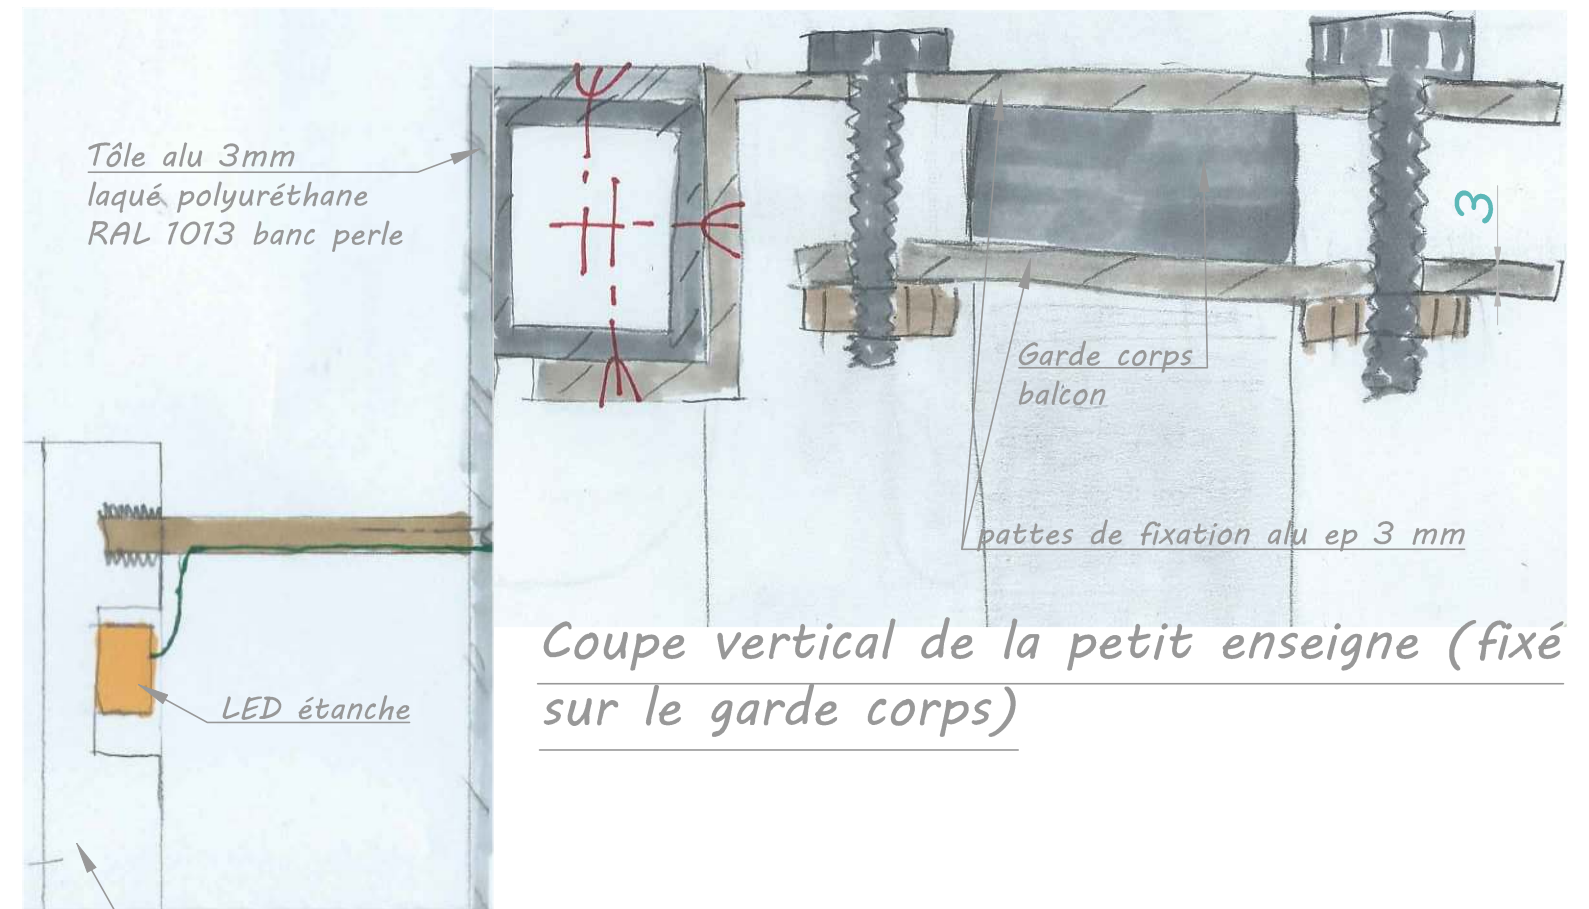 Tôle alu 3mm
laqué polyuréthane
RAL 1013 banc perle
3
Garde corps
balcon
pattes de fixation alu ep 3 mm
Coupe vertical de la petit enseigne (fixé
sur le garde corps)
LED étanche